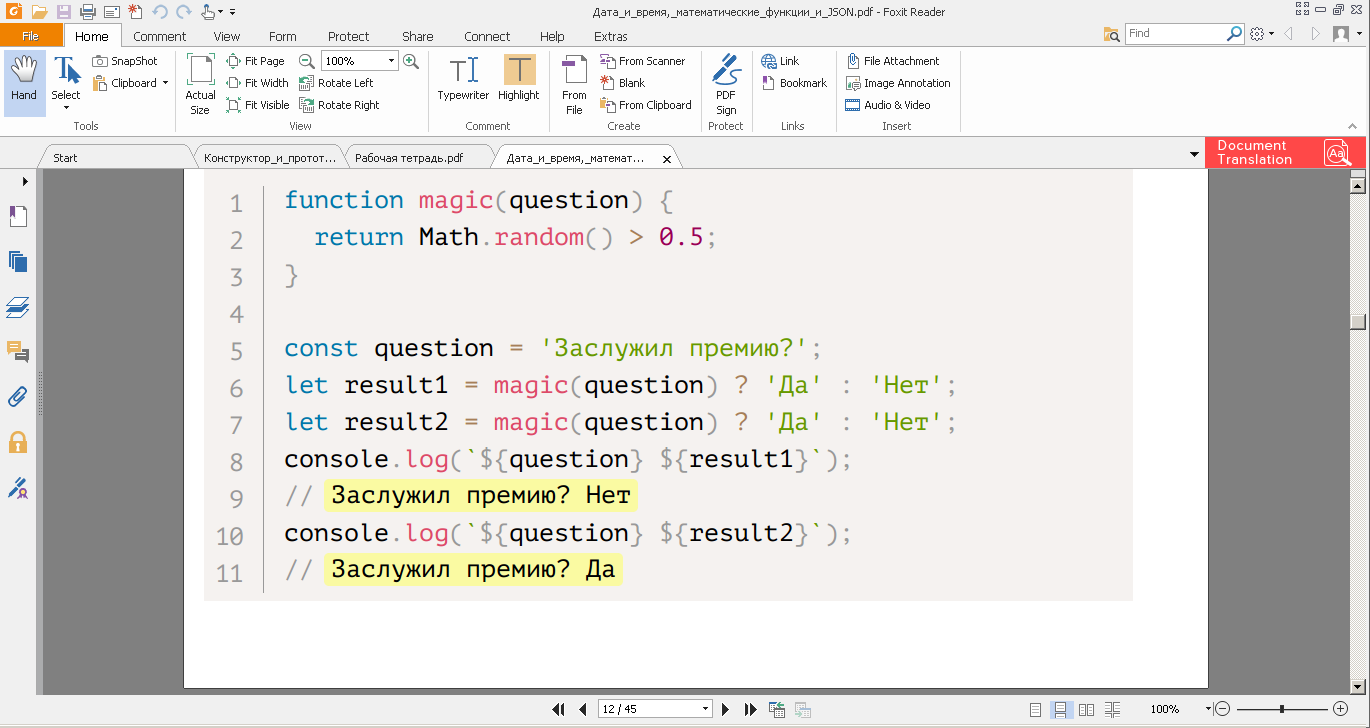 Дата_и_время,_математические_функции_и_JSON.pdf - Foxit Reader
File Home Comment View Form Protect Share Connect Help Extras
Find
Hand
Select
SnapShot
Clipboard
Tools
Actual Size
Fit Page
Fit Width
Fit Visible
100%
Rotate Left
Rotate Right
View
Typewriter
Highlight
Comment
From File
From Scanner
Blank
From Clipboard
Create
PDF Sign
Protect
Link
Bookmark
Links
File Attachment
Image Annotation
Audio & Video
Insert
Start
Конструктор_и_протот...
Рабочая тетрадь.pdf
Дата_и_время,_математ...
Document
Translation
Aa
1 function magic(question) {
2 return Math.random() > 0.5;
3 }
4
5 const question = 'Заслужил премию?';
6 let result1 = magic(question) ? 'Да' : 'Нет';
7 let result2 = magic(question) ? 'Да' : 'Нет';
8 console.log(`${question} ${result1}`);
9 // Заслужил премию? Нет
10 console.log(`${question} ${result2}`);
11 // Заслужил премию? Да
12 / 45
100%